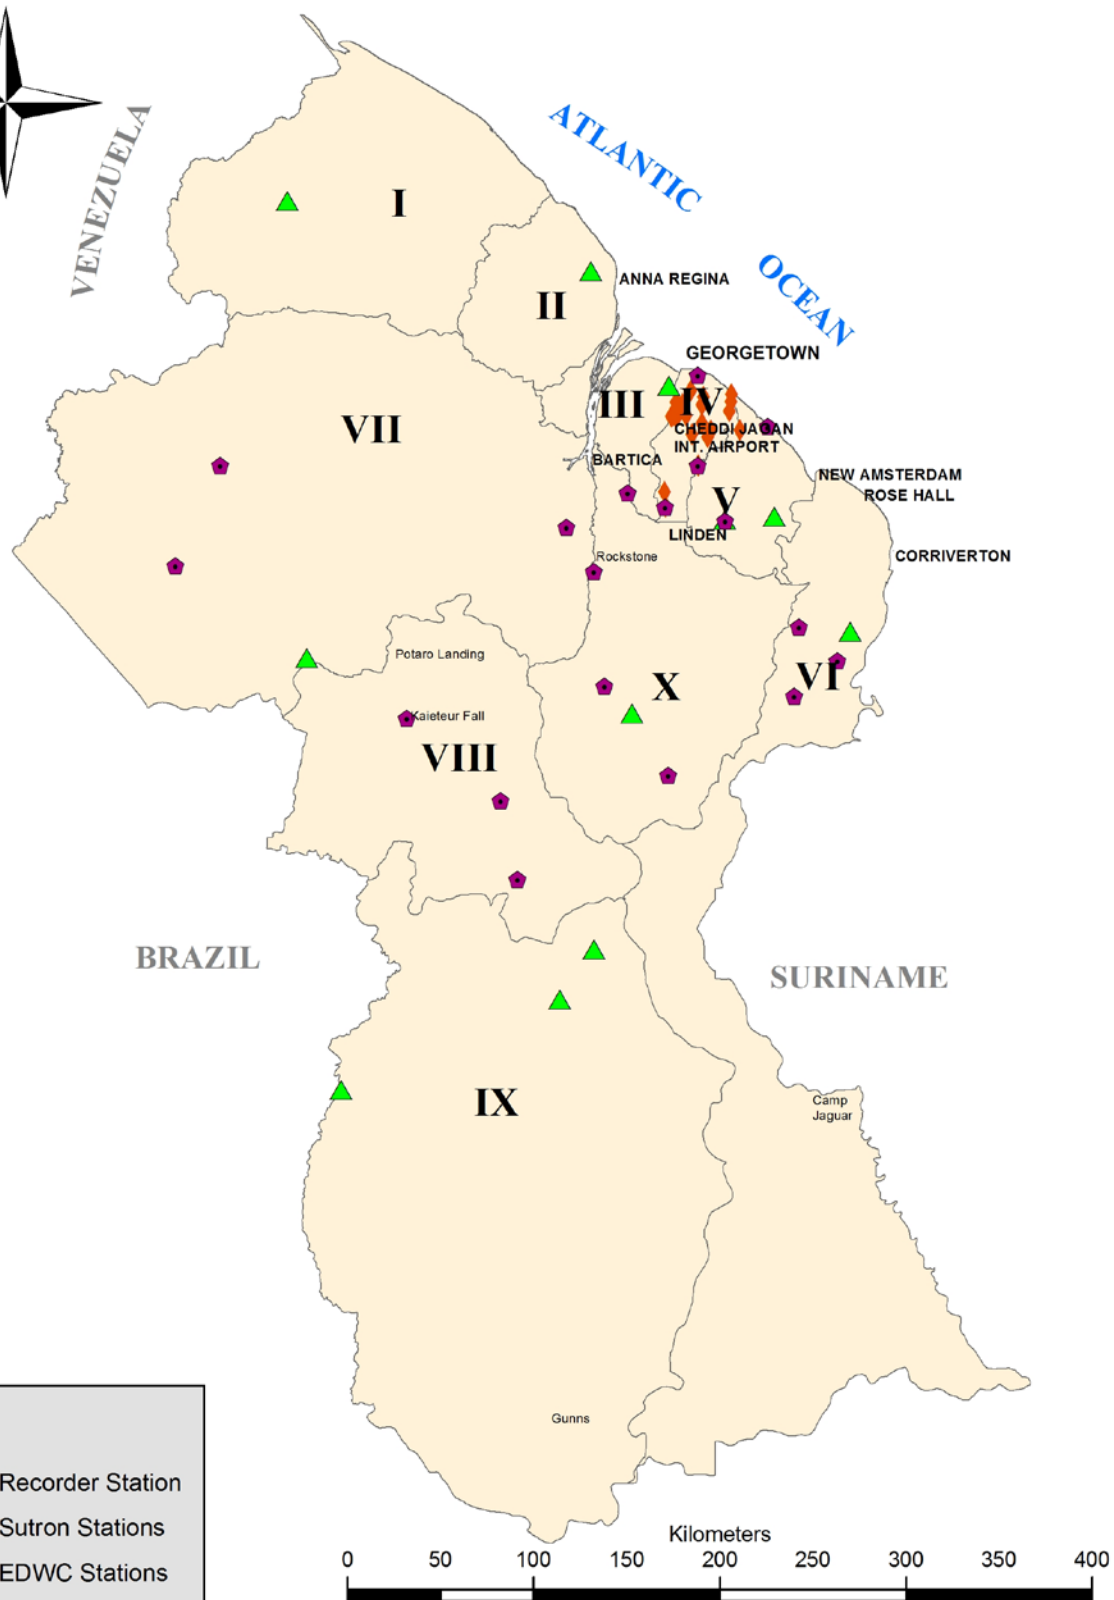 VENEZUELA
ATLANTIC
OCEAN
I
II
ANNA REGINA
GEORGETOWN
III
IV
VII
CHEDDI JAGAN
INT. AIRPORT
BARTICA
NEW AMSTERDAM
ROSE HALL
V
LINDEN
Rockstone
CORRIVERTON
Potaro Landing
X
VI
Kaieteur Fall
VIII
BRAZIL
SURINAME
IX
Camp
Jaguar
Gunns
Recorder Station
Sutron Stations
EDWC Stations
Kilometers
0 50 100 150 200 300 350 400